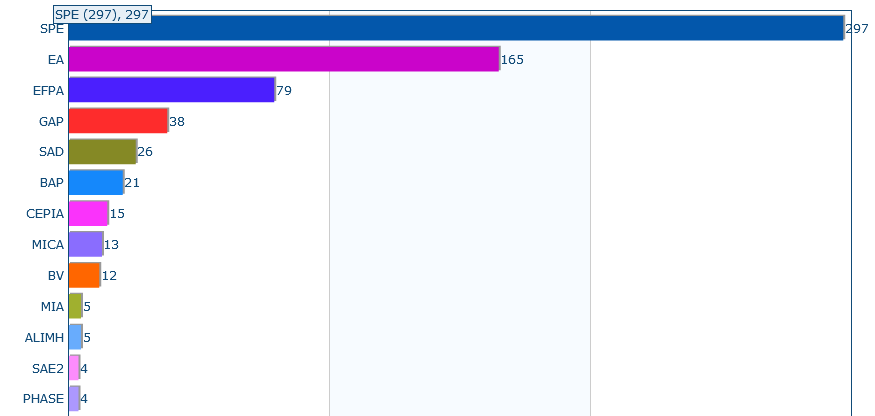 SPE (297), 297
SPE 297
EA 165
EFPA 79
GAP 38
SAD 26
BAP 21
CEPIA 15
MICA 13
BV 12
MIA 5
ALIMH 5
SAE2 4
PHASE 4